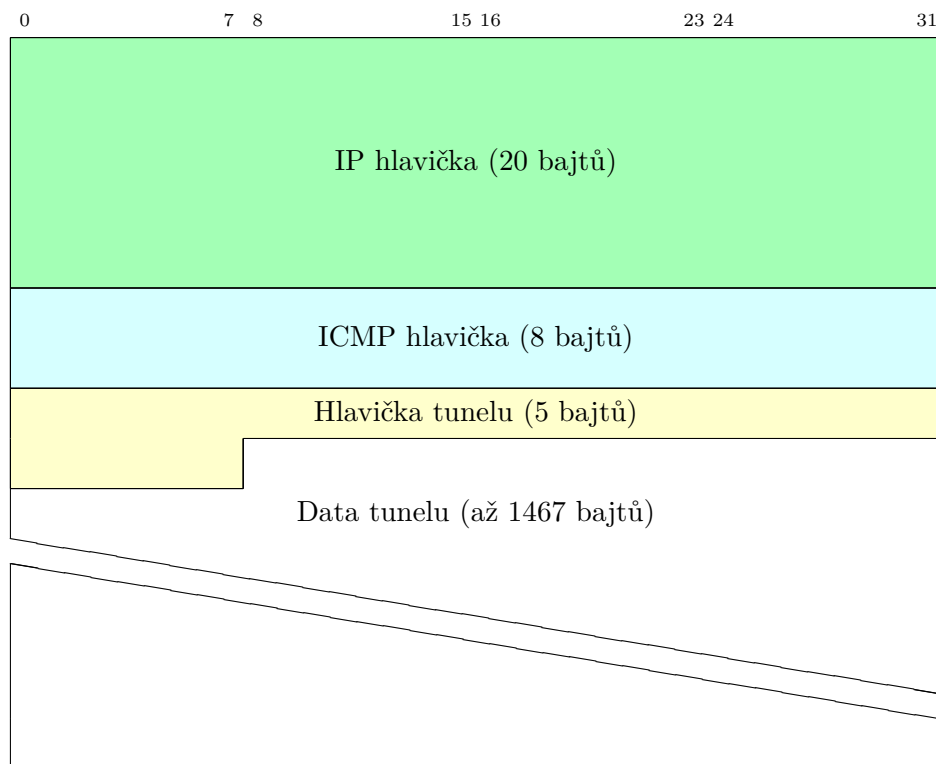 0 7 8 15 16 23 24 31
IP hlavička (20 bajtů)
ICMP hlavička (8 bajtů)
Hlavička tunelu (5 bajtů)
Data tunelu (až 1467 bajtů)